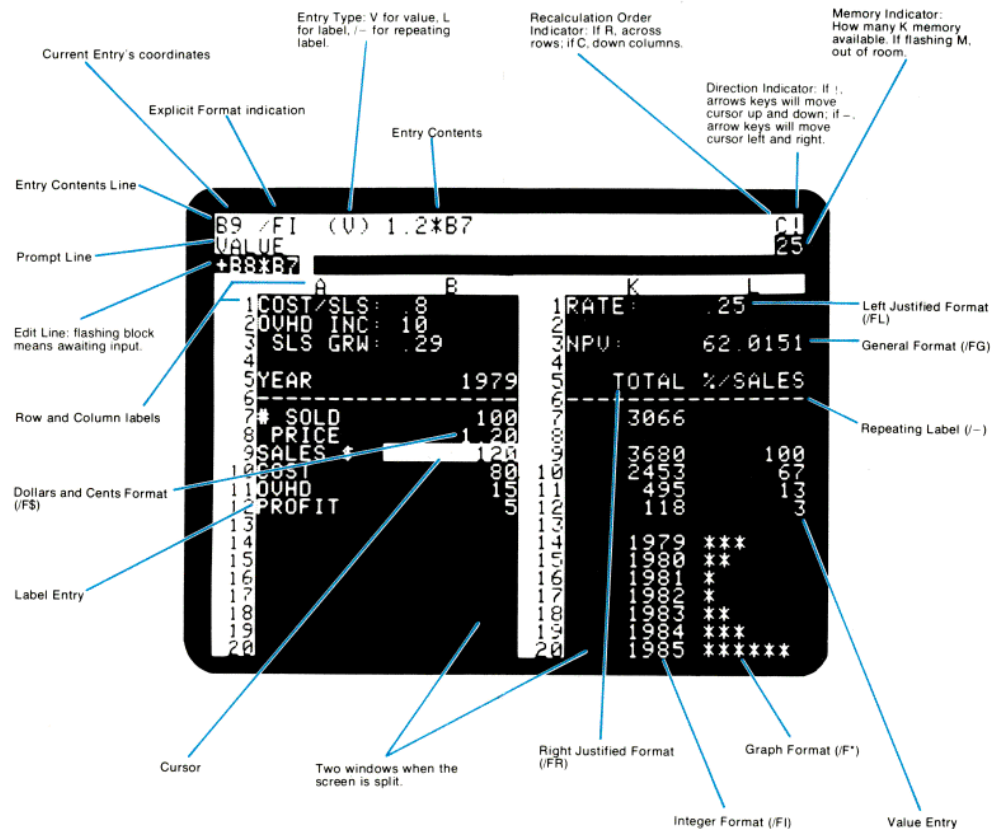 Entry Type: V for value, L
for label, /– for repeating
label.
Recalculation Order
Indicator: If R, across
rows; if C, down columns.
Memory Indicator:
How many K memory
available. If flashing M,
out of room.
Current Entry's coordinates
Explicit Format indication
Entry Contents
Direction Indicator: If !,
arrows keys will move
cursor up and down; if –,
arrow keys will move
cursor left and right.
Entry Contents Line
Prompt Line
Edit Line: flashing block
means awaiting input.
Row and Column labels
Dollars and Cents Format
(/F$)
Label Entry
B9 /FI (V) 1.2*B7 C!
VALUE 25
+B8*B7
A B K L
1 COST/SLS: .8 1 RATE: .25
2 OVHD INC: 10 2
3 SLS GRW: .29 3 NPV: 62.0151
4 4
5 YEAR 1979 5 TOTAL %/SALES
6 ------------------ 6 ------------------
7 # SOLD 100 7 3066
8 PRICE 1.20 8
9 SALES $ 120 9 3680 100
10 COST 80 10 2453 67
11 OVHD 15 11 495 13
12 PROFIT 5 12 118 3
13 13
14 14 1979 ***
15 15 1980 **
16 16 1981 *
17 17 1982 *
18 18 1983 **
19 19 1984 ***
20 20 1985 ******
Left Justified Format
(/FL)
General Format (/FG)
Repeating Label (/–)
Cursor
Two windows when the
screen is split.
Right Justified Format
(/FR)
Graph Format (/F*)
Integer Format (/FI)
Value Entry